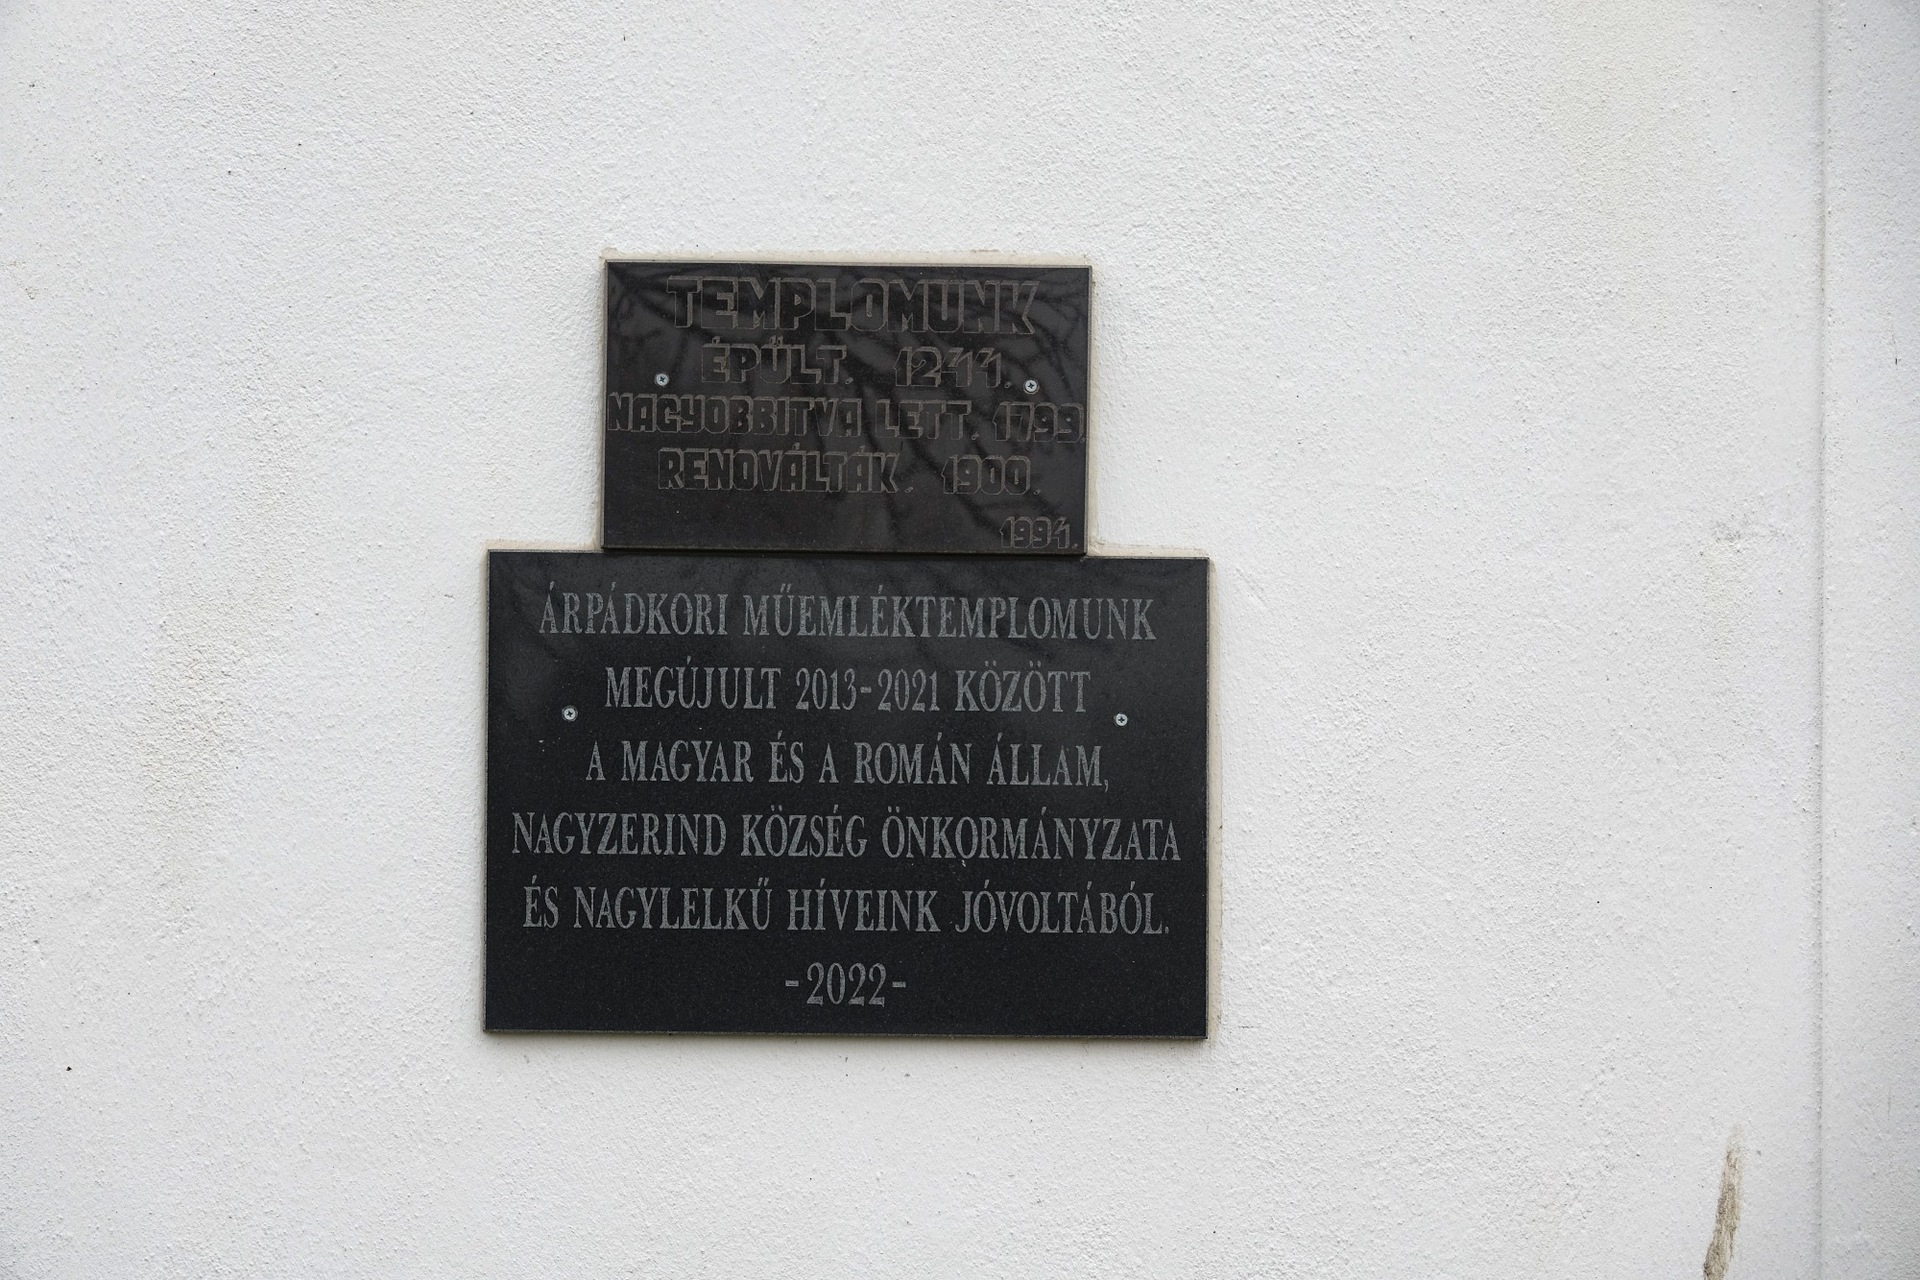 TEMPLOMUNK
ÉPÜLT. 1244.
NAGYOBBITVA LETT. 1799.
RENOVÁLTÁK. 1900.
1994.
ÁRPÁDKORI MŰEMLÉKTEMPLOMUNK
MEGÚJULT 2013-2021 KÖZÖTT
A MAGYAR ÉS A ROMÁN ÁLLAM,
NAGYZERIND KÖZSÉG ÖNKORMÁNYZATA
ÉS NAGYLELKŰ HÍVEINK JÓVOLTÁBÓL.
-2022-